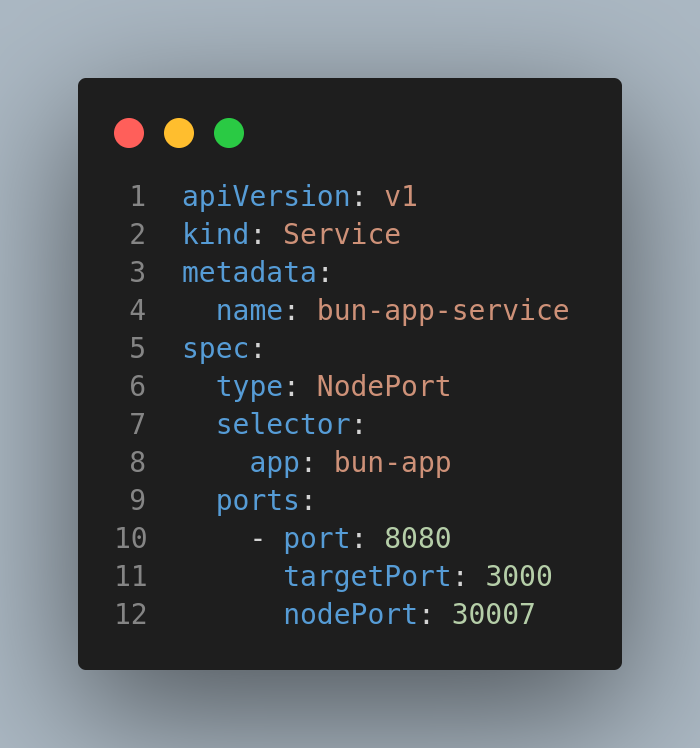 1 apiVersion: v1
2 kind: Service
3 metadata:
4   name: bun-app-service
5 spec:
6   type: NodePort
7   selector:
8     app: bun-app
9   ports:
10     - port: 8080
11       targetPort: 3000
12       nodePort: 30007